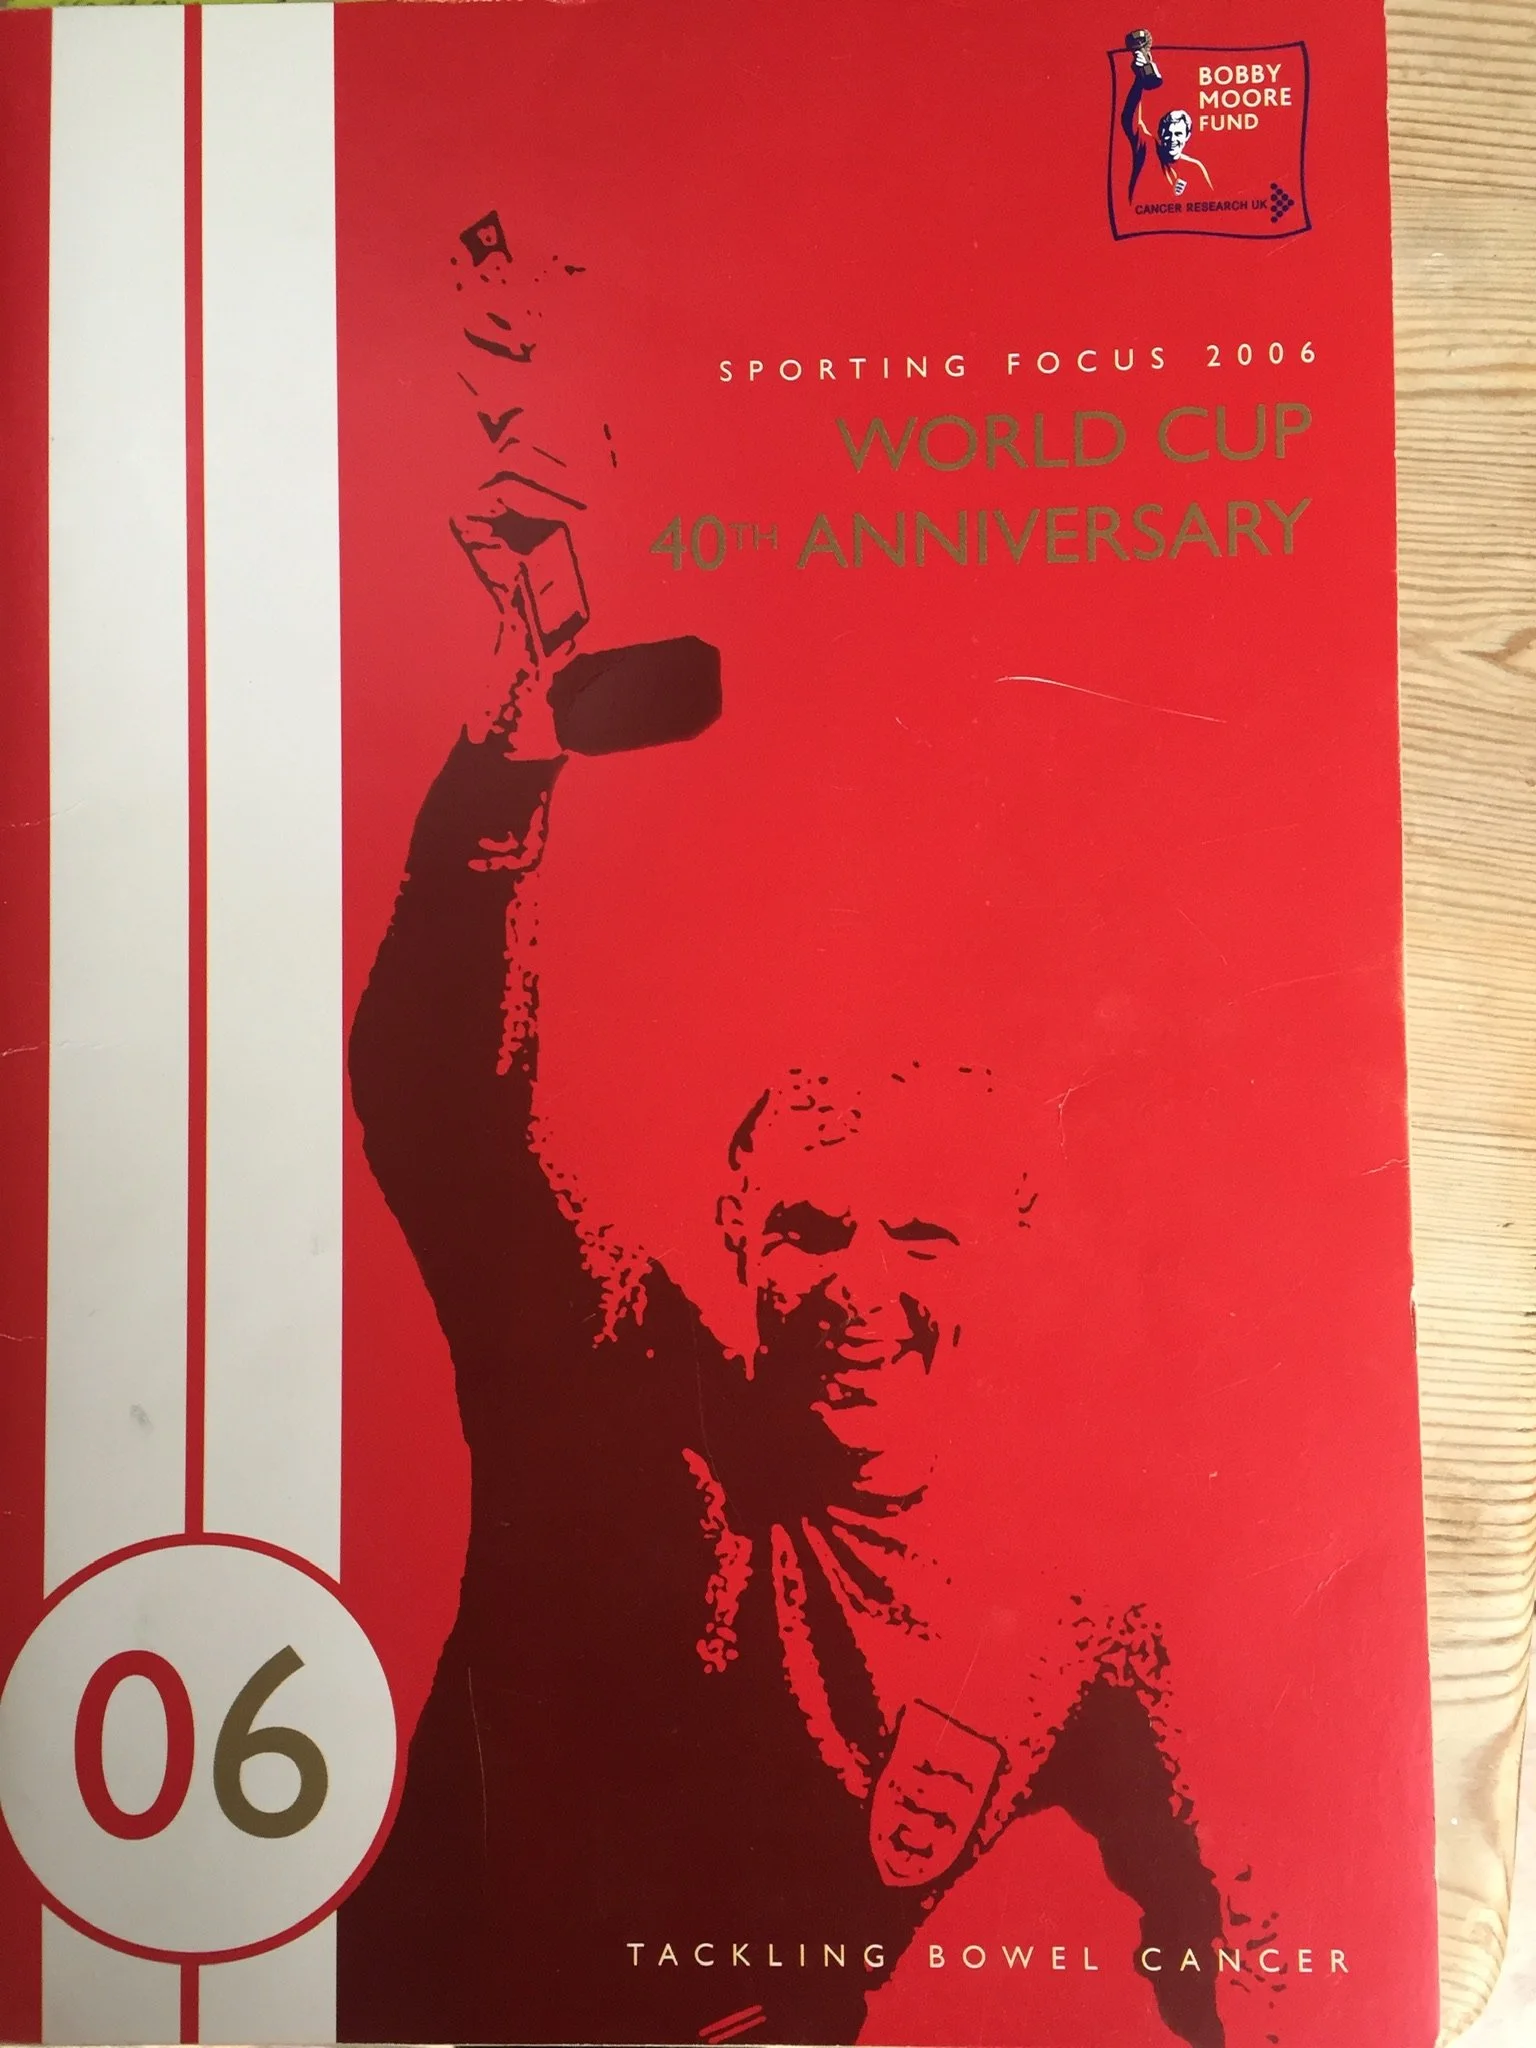 BOBBY
MOORE
FUND
CANCER RESEARCH UK
SPORTING FOCUS 2006
WORLD CUP
40TH ANNIVERSARY
06
TACKLING BOWEL CANCER